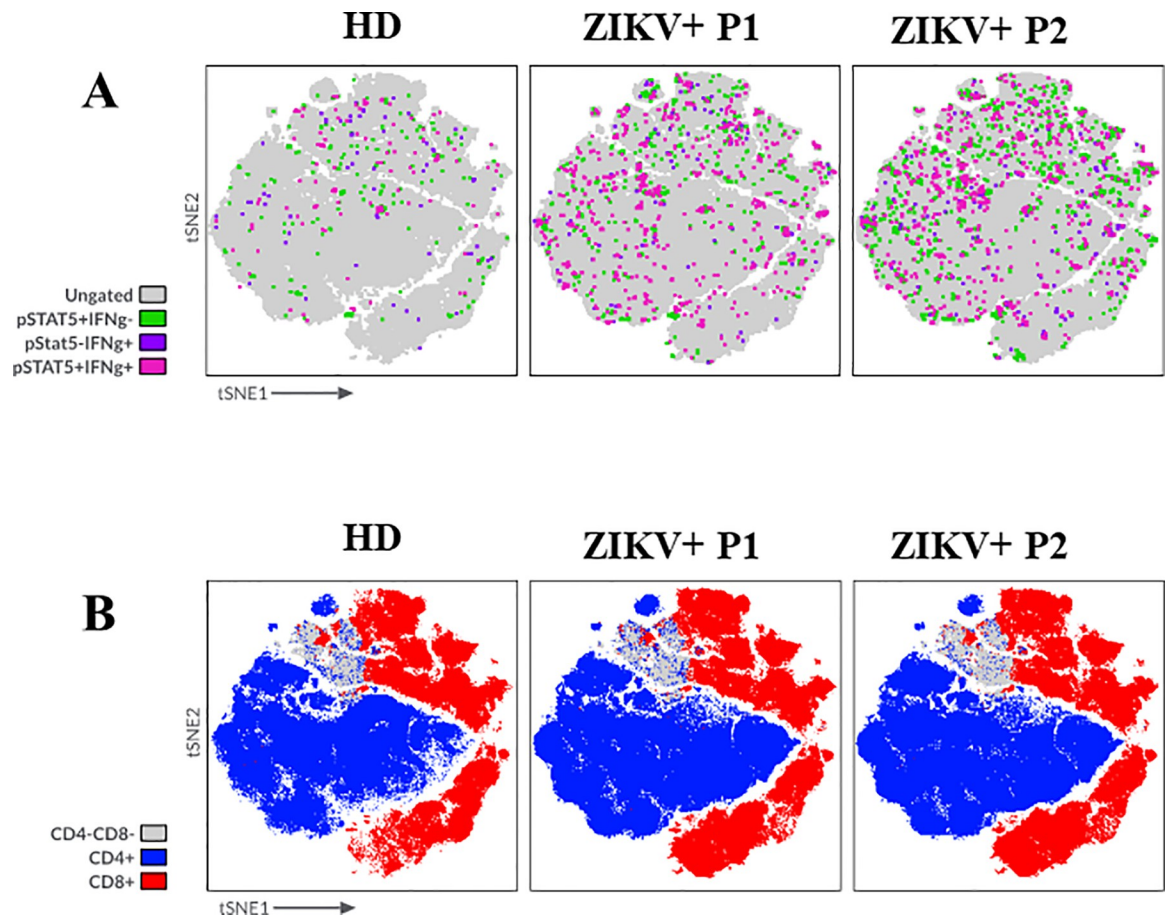 HD
ZIKV+ P1
ZIKV+ P2
A
tSNE2
Ungated
pSTAT5+IFNg-
pStat5-IFNg+
pSTAT5+IFNg+
tSNE1
HD
ZIKV+ P1
ZIKV+ P2
B
tSNE2
CD4-CD8-
CD4+
CD8+
tSNE1